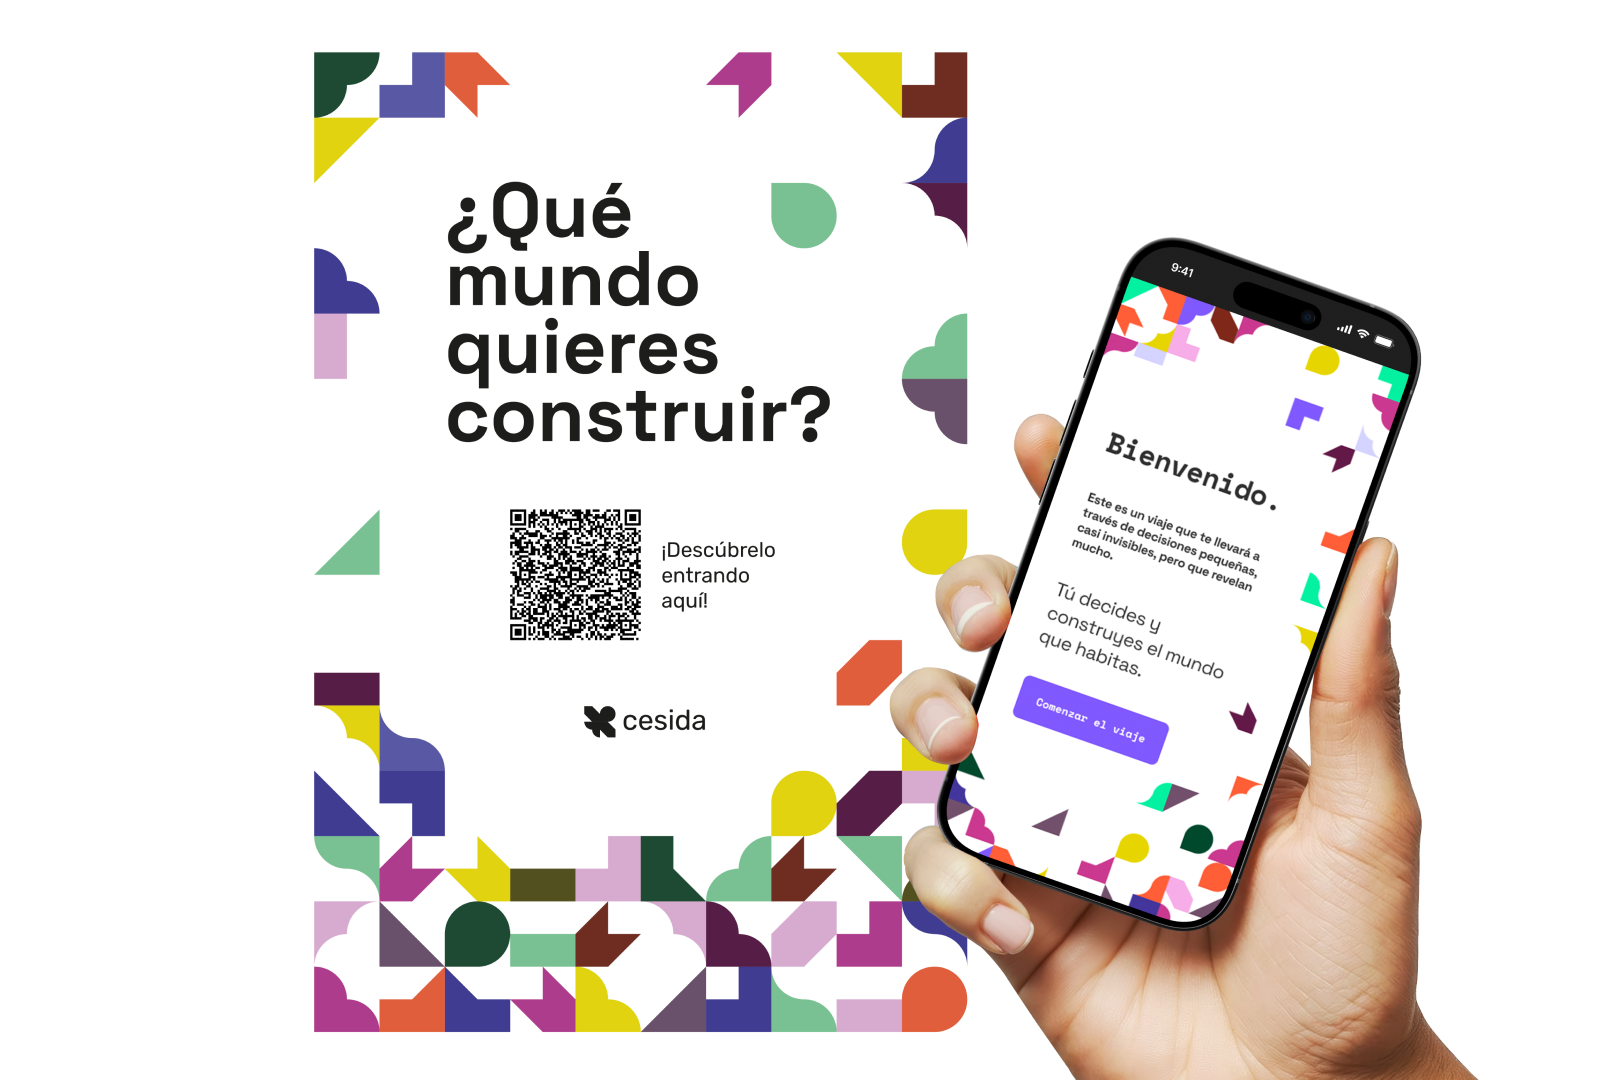 ¿Qué
mundo
quieres
construir?
¡Descúbrelo
entrando
aquí!
cesida
9:41
Bienvenido.
Este es un viaje que te llevará a
través de decisiones pequeñas,
casi invisibles, pero que revelan
mucho.
Tú decides y
construyes el mundo
que habitas.
Comenzar el viaje